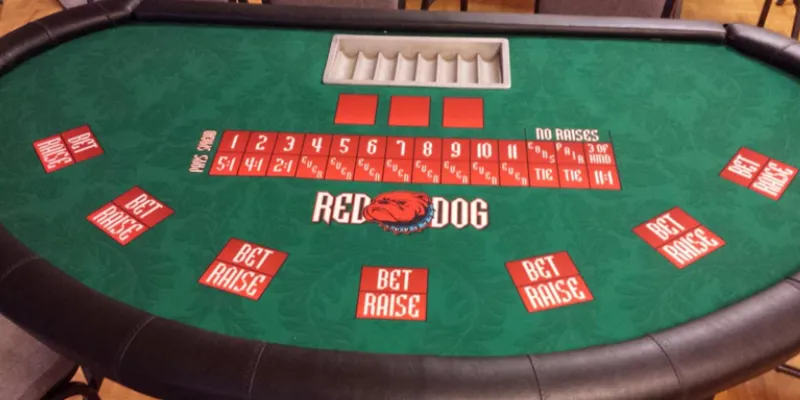 NO RAISES
SPREAD 1 2 3 4 5 6 7 8 9 10 11 CONS PAIR 3 OF KIND
PAYS 5:1 4:1 2:1 EVEN EVEN EVEN EVEN EVEN EVEN EVEN EVEN TIE TIE 11:1
RED DOG
BET
RAISE
BET
RAISE
BET
RAISE
BET
RAISE
BET
RAISE
BET
RAISE
BET
RAISE